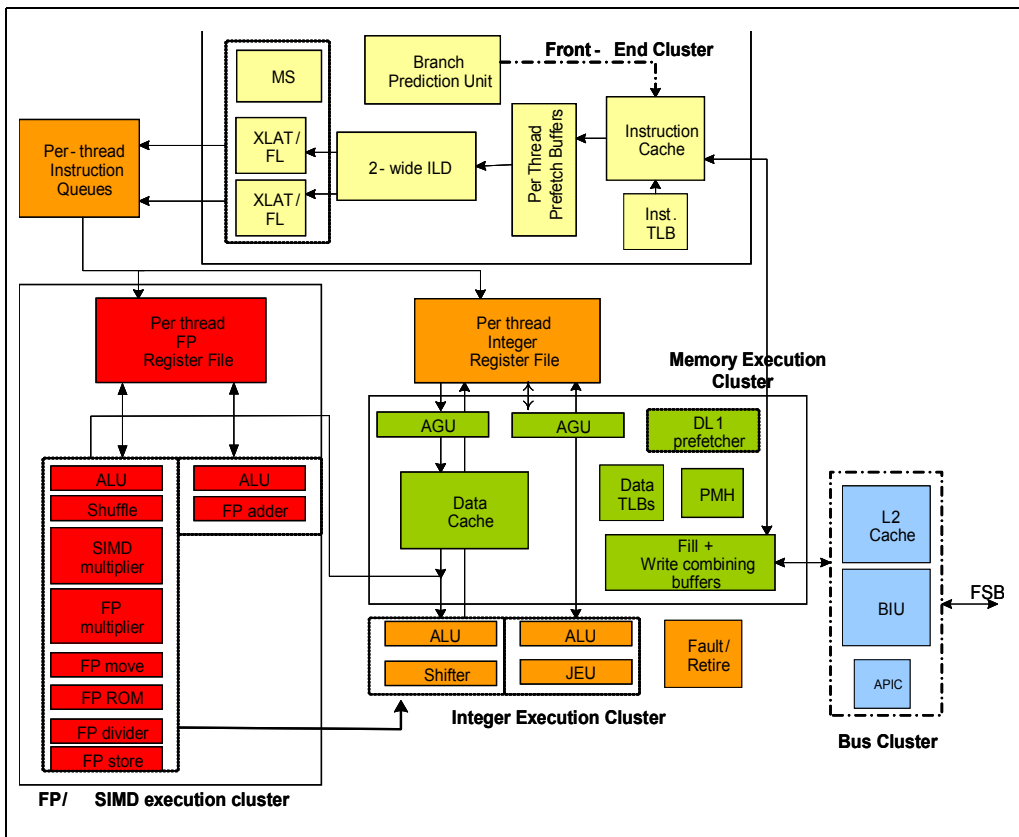 Front - End Cluster
MS
Branch
Prediction Unit
XLAT /
FL
XLAT /
FL
2 - wide ILD
Per Thread
Prefetch Buffers
Instruction
Cache
Inst.
TLB
Per - thread
Instruction
Queues
Per thread
FP
Register File
Per thread
Integer
Register File
Memory Execution
Cluster
AGU
AGU
DL1
prefetcher
Data
Cache
Data
TLBs
PMH
Fill +
Write combining
buffers
ALU
Shuffle
SIMD
multiplier
FP
multiplier
FP move
FP ROM
FP divider
FP store
ALU
FP adder
ALU
Shifter
ALU
JEU
Fault /
Retire
Integer Execution Cluster
L2
Cache
BIU
APIC
FSB
Bus Cluster
FP/ SIMD execution cluster